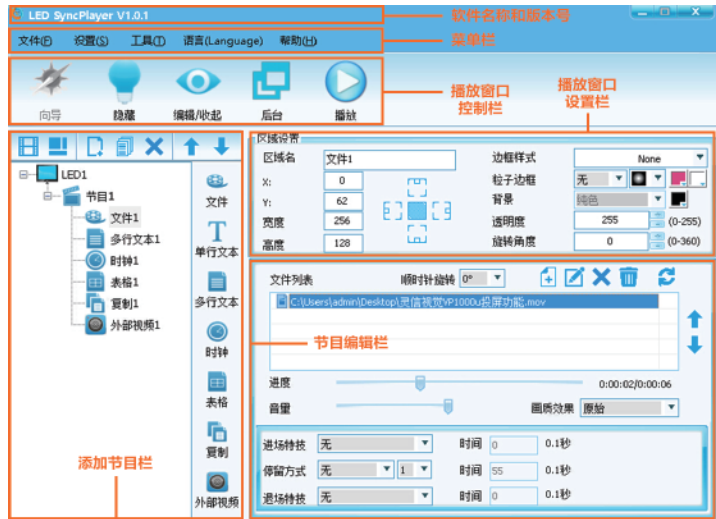 LED SyncPlayer V1.0.1
软件名称和版本号
文件(F) 设置(S) 工具(T) 语言(Language) 帮助(H)
菜单栏
向导 隐藏 编辑/收起 后台 播放
播放窗口
控制栏
播放窗口
设置栏
LED1
节目1
文件1
多行文本1
时钟1
表格1
复制1
外部视频1
添加节目栏
文件
单行文本
多行文本
时钟
表格
复制
外部视频
区域设置
区域名 文件1 边框样式 None
X: 0 粒子边框 无
Y: 62 背景 纯色
宽度 256 透明度 255 (0-255)
高度 128 旋转角度 0 (0-360)
文件列表 顺时针旋转 0°
C:\Users\admin\Desktop\灵信视觉VP1000u投屏功能.mov
节目编辑栏
进度 0:00:02/0:00:06
音量 画质效果 原始
进场特技 无 时间 0 0.1秒
停留方式 无 1 时间 55 0.1秒
退场特技 无 时间 0 0.1秒